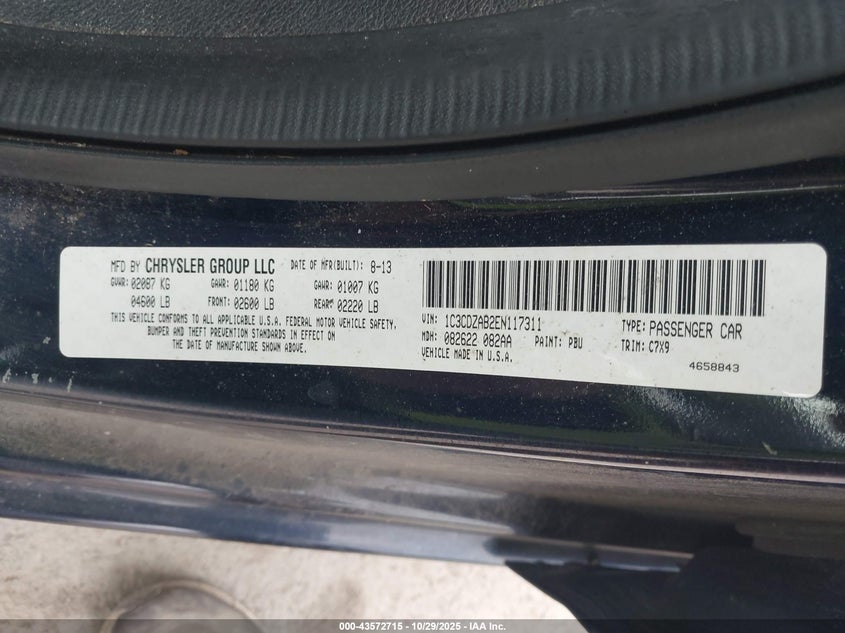 MFD BY CHRYSLER GROUP LLC DATE OF MFR(BUILT): 8-13
GVWR: 02087 KG GAWR: 01180 KG GAWR: 01007 KG
04600 LB FRONT: 02600 LB REAR: 02220 LB
THIS VEHICLE CONFORMS TO ALL APPLICABLE U.S.A. FEDERAL MOTOR VEHICLE SAFETY,
BUMPER AND THEFT PREVENTION STANDARDS IN EFFECT ON
THE DATE OF MANUFACTURE SHOWN ABOVE.
VIN: 1C3CDZAB2EN117311 TYPE: PASSENGER CAR
MDH: 082622 082AA PAINT: PBU TRIM: C7X9
VEHICLE MADE IN U.S.A. 4658843
000-43572715 - 10/29/2025 - IAA Inc.